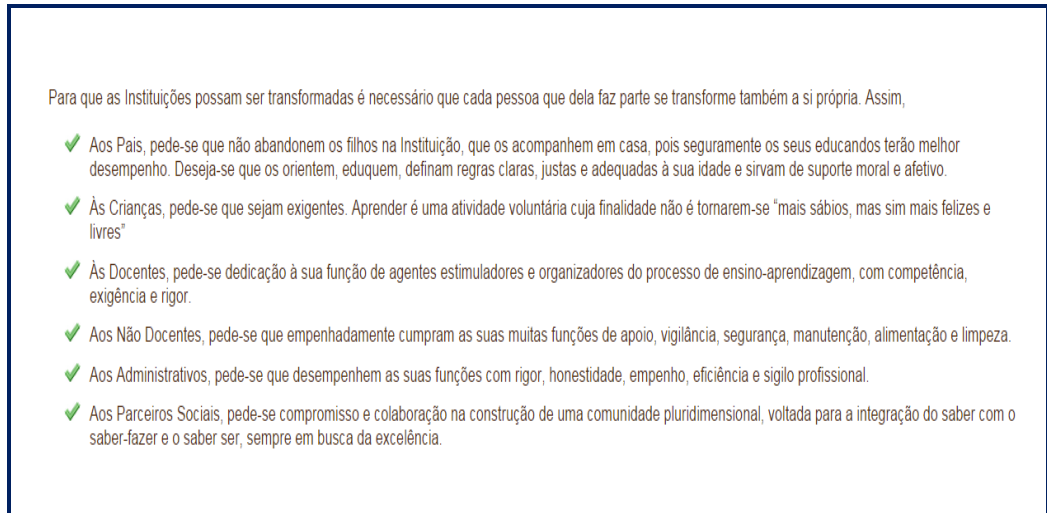 Para que as Instituições possam ser transformadas é necessário que cada pessoa que dela faz parte se transforme também a si própria. Assim,
Aos Pais, pede-se que não abandonem os filhos na Instituição, que os acompanhem em casa, pois seguramente os seus educandos terão melhor
desempenho. Deseja-se que os orientem, eduquem, definam regras claras, justas e adequadas à sua idade e sirvam de suporte moral e afetivo.
Às Crianças, pede-se que sejam exigentes. Aprender é uma atividade voluntária cuja finalidade não é tornarem-se “mais sábios, mas sim mais felizes e
livres”
Às Docentes, pede-se dedicação à sua função de agentes estimuladores e organizadores do processo de ensino-aprendizagem, com competência,
exigência e rigor.
Aos Não Docentes, pede-se que empenhadamente cumpram as suas muitas funções de apoio, vigilância, segurança, manutenção, alimentação e limpeza.
Aos Administrativos, pede-se que desempenhem as suas funções com rigor, honestidade, empenho, eficiência e sigilo profissional.
Aos Parceiros Sociais, pede-se compromisso e colaboração na construção de uma comunidade pluridimensional, voltada para a integração do saber com o
saber-fazer e o saber ser, sempre em busca da excelência.